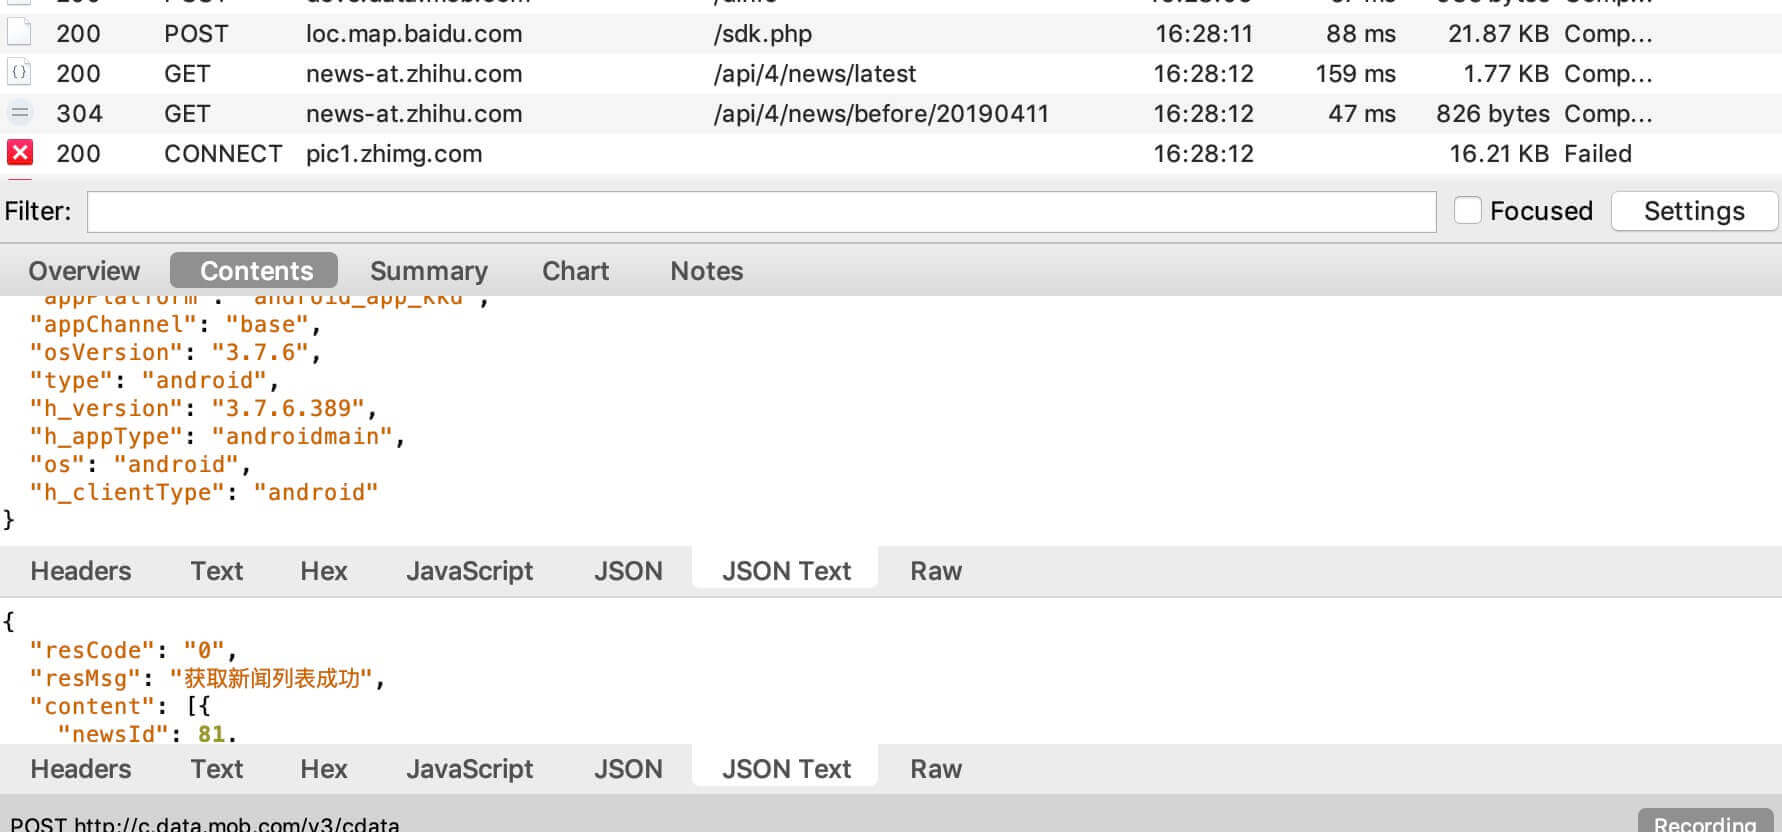 200 POST loc.map.baidu.com /sdk.php 16:28:11 88 ms 21.87 KB Comp...
200 GET news-at.zhihu.com /api/4/news/latest 16:28:12 159 ms 1.77 KB Comp...
304 GET news-at.zhihu.com /api/4/news/before/20190411 16:28:12 47 ms 826 bytes Comp...
200 CONNECT pic1.zhimg.com 16:28:12 16.21 KB Failed
Filter: Focused Settings
Overview Contents Summary Chart Notes
"appPlatform": "android_app_kkd",
"appChannel": "base",
"osVersion": "3.7.6",
"type": "android",
"h_version": "3.7.6.389",
"h_appType": "androidmain",
"os": "android",
"h_clientType": "android"
}
Headers Text Hex JavaScript JSON JSON Text Raw
{
"resCode": "0",
"resMsg": "获取新闻列表成功",
"content": [{
"newsId": 81,
Headers Text Hex JavaScript JSON JSON Text Raw
POST http://c.data.mob.com/v3/cdata Recording